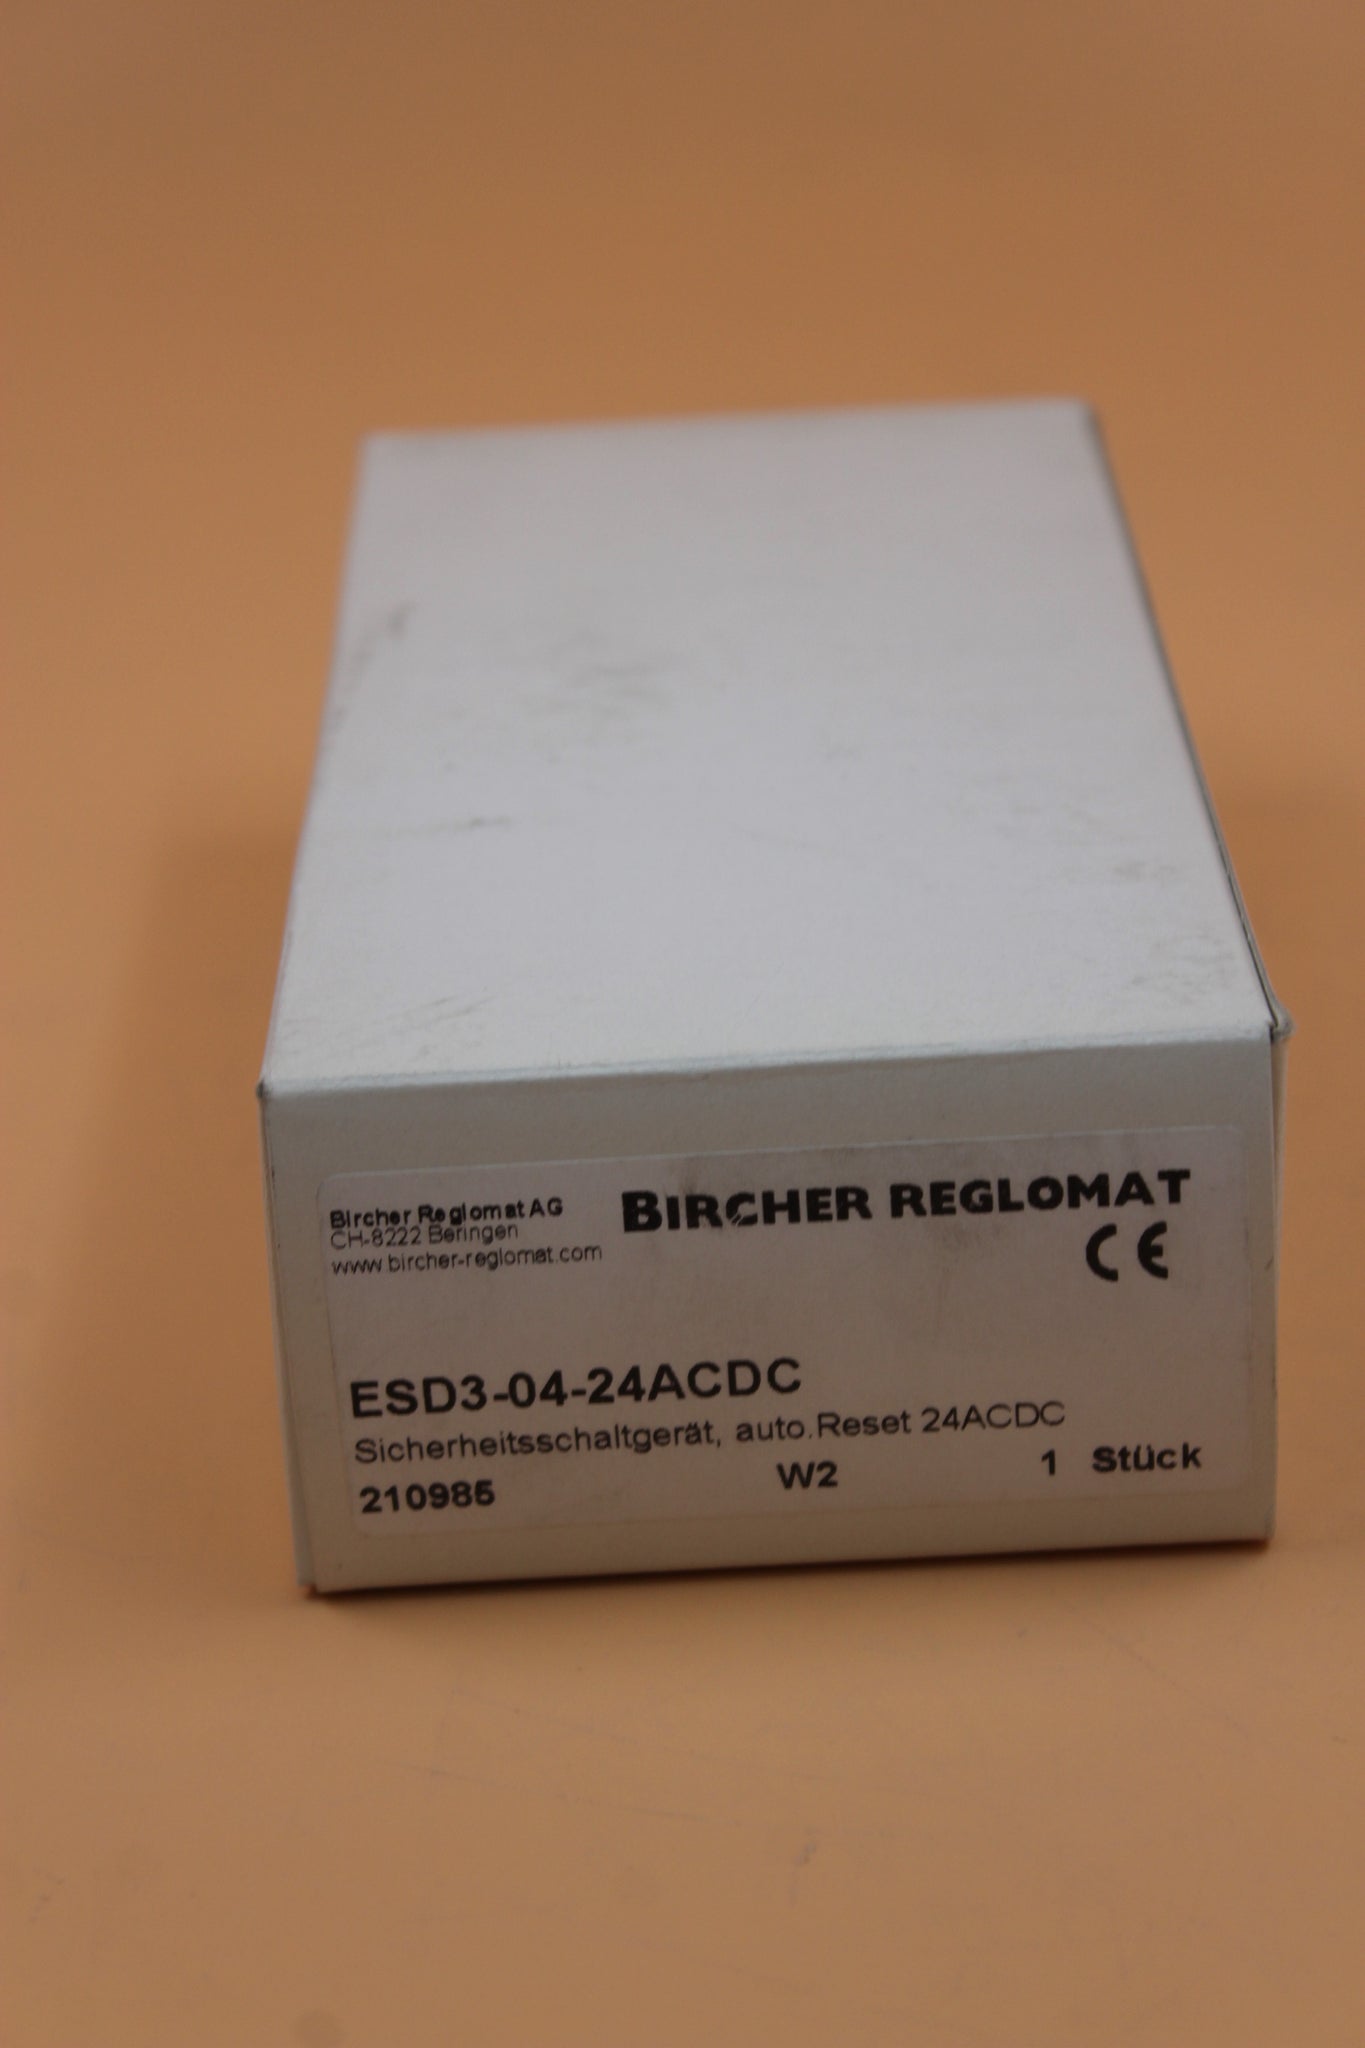 Bircher Reglomat AG
CH-8222 Beringen
www.bircher-reglomat.com
BIRCHER REGLOMAT
CE
ESD3-04-24ACDC
Sicherheitsschaltgerät, auto.Reset 24ACDC
210985 W2 1 Stück